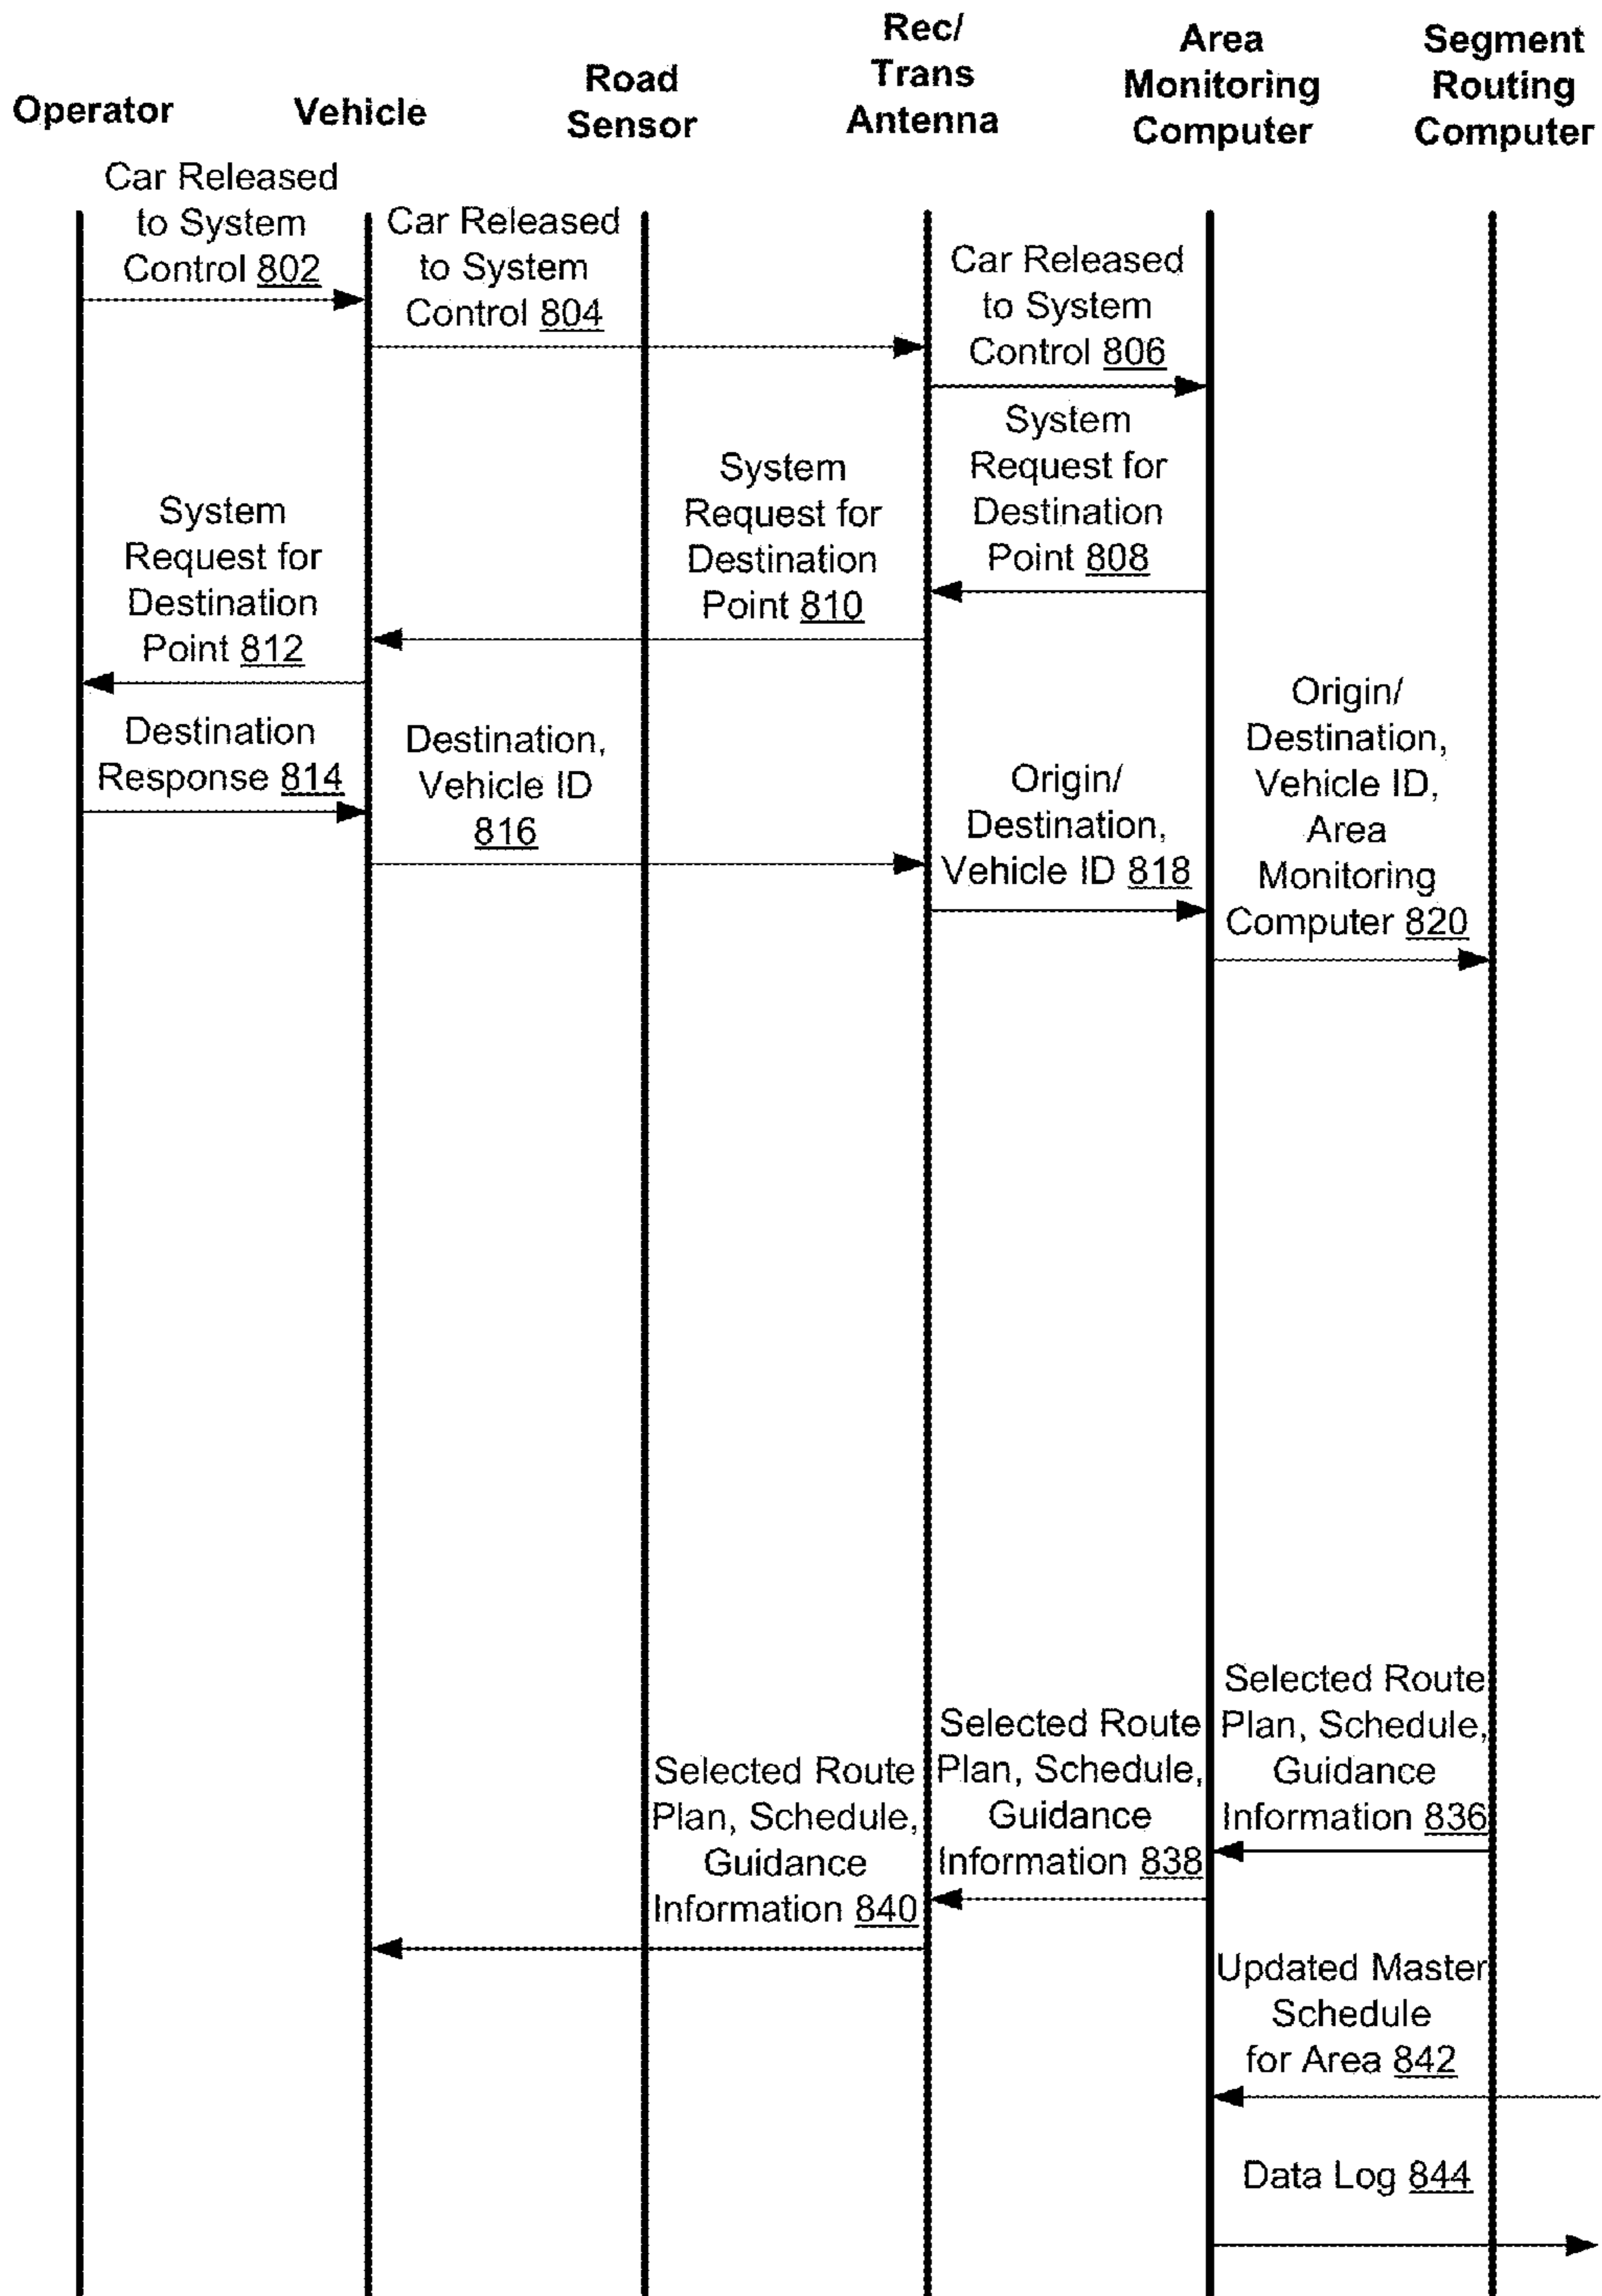 Operator
Vehicle
Road
Sensor
Rec/
Trans
Antenna
Area
Monitoring
Computer
Segment
Routing
Computer
Car Released
to System
Control 802
Car Released
to System
Control 804
Car Released
to System
Control 806
System
Request for
Destination
Point 808
System
Request for
Destination
Point 810
System
Request for
Destination
Point 812
Destination
Response 814
Destination,
Vehicle ID
816
Origin/
Destination,
Vehicle ID 818
Origin/
Destination,
Vehicle ID,
Area
Monitoring
Computer 820
Selected Route
Plan, Schedule,
Guidance
Information 836
Selected Route
Plan, Schedule,
Guidance
Information 838
Selected Route
Plan, Schedule,
Guidance
Information 840
Updated Master
Schedule
for Area 842
Data Log 844